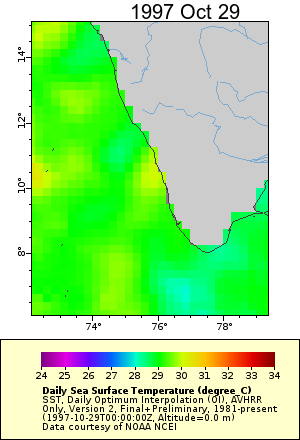 1997 Oct 29
14°
12°
10°
8°
74°
76°
78°
24 25 26 27 28 29 30 31 32 33 34
Daily Sea Surface Temperature (degree_C)
SST, Daily Optimum Interpolation (OI), AVHRR
Only, Version 2, Final+Preliminary, 1981-present
(1997-10-29T00:00:00Z, Altitude=0.0 m)
Data courtesy of NOAA NCEI